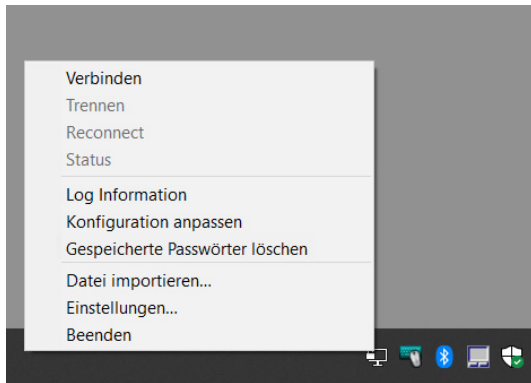 Verbinden
Trennen
Reconnect
Status
Log Information
Konfiguration anpassen
Gespeicherte Passwörter löschen
Datei importieren...
Einstellungen...
Beenden